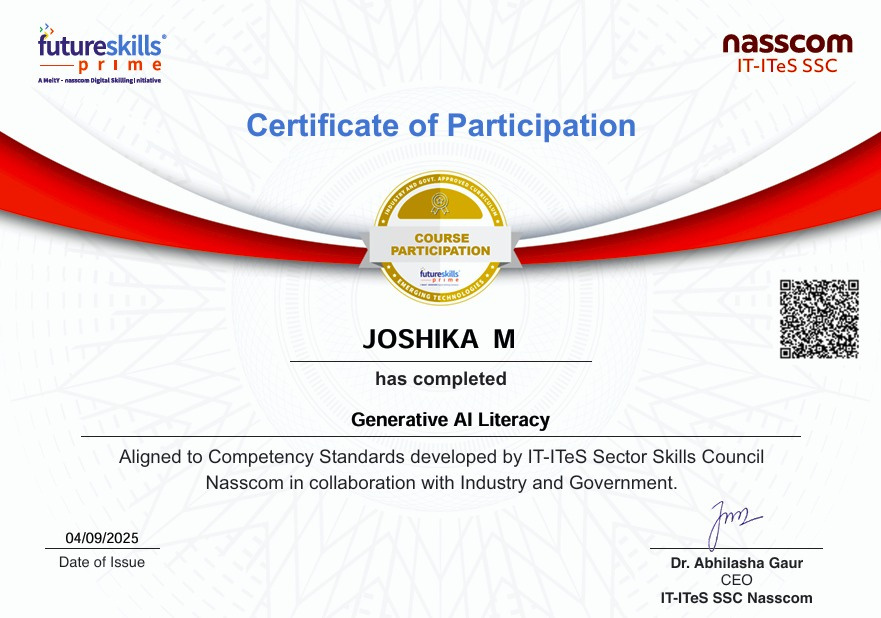 futureskills®
prime
A MeitY - nasscom Digital Skilling Initiative
nasscom
IT-ITeS SSC
Certificate of Participation
INDUSTRY AND GOVT. APPROVED CURRICULUM
COURSE
PARTICIPATION
futureskills
prime
EMERGING TECHNOLOGIES
JOSHIKA M
has completed
Generative AI Literacy
Aligned to Competency Standards developed by IT-ITeS Sector Skills Council
Nasscom in collaboration with Industry and Government.
04/09/2025
Date of Issue
Dr. Abhilasha Gaur
CEO
IT-ITeS SSC Nasscom